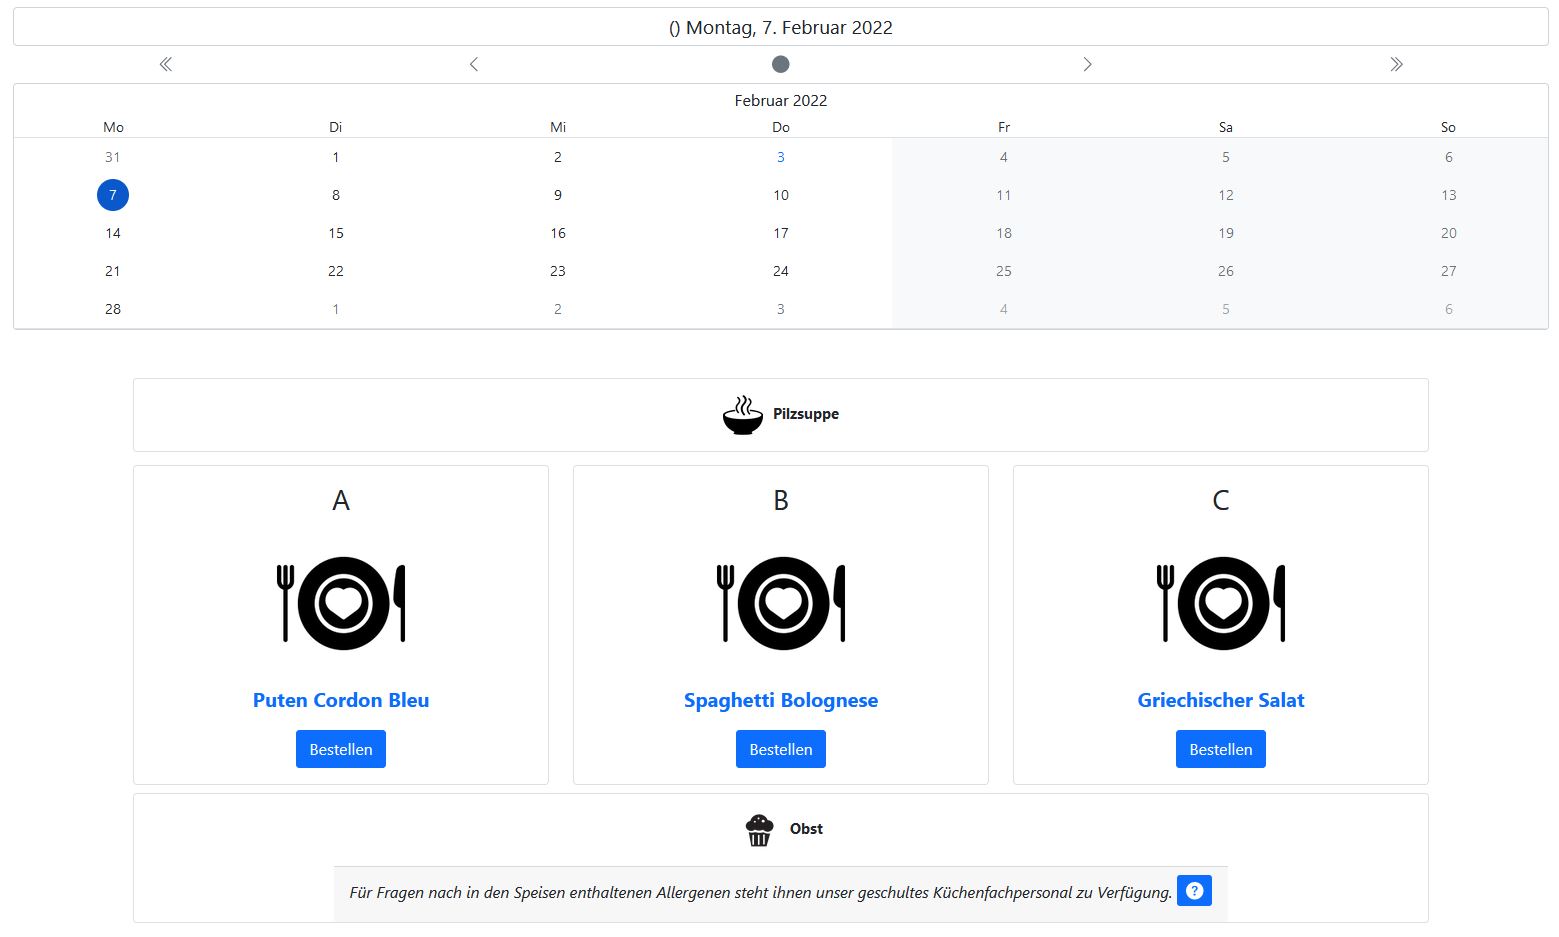 () Montag, 7. Februar 2022
Februar 2022
Mo Di Mi Do Fr Sa So
31 1 2 3 4 5 6
7 8 9 10 11 12 13
14 15 16 17 18 19 20
21 22 23 24 25 26 27
28 1 2 3 4 5 6
Pilzsuppe
A B C
Puten Cordon Bleu Spaghetti Bolognese Griechischer Salat
Bestellen Bestellen Bestellen
Obst
Für Fragen nach in den Speisen enthaltenen Allergenen steht ihnen unser geschultes Küchenfachpersonal zu Verfügung. ?